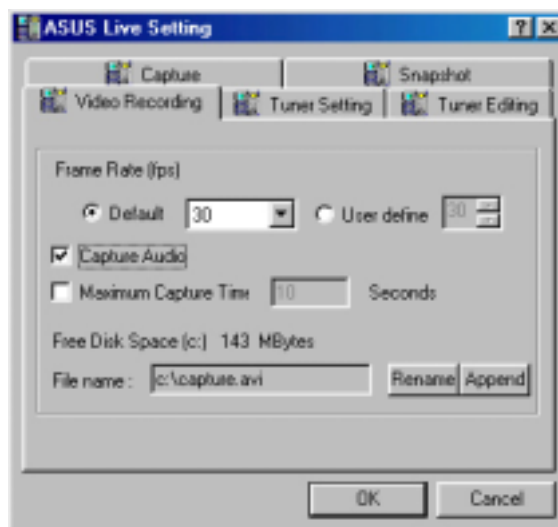 ASUS Live Setting
Capture Snapshot
Video Recording Tuner Setting Tuner Editing
Frame Rate (fps)
Default 30 User define 30
Capture Audio
Maximum Capture Time 10 Seconds
Free Disk Space (c:) 143 MBytes
File name : c:\capture.avi Rename Append
OK Cancel